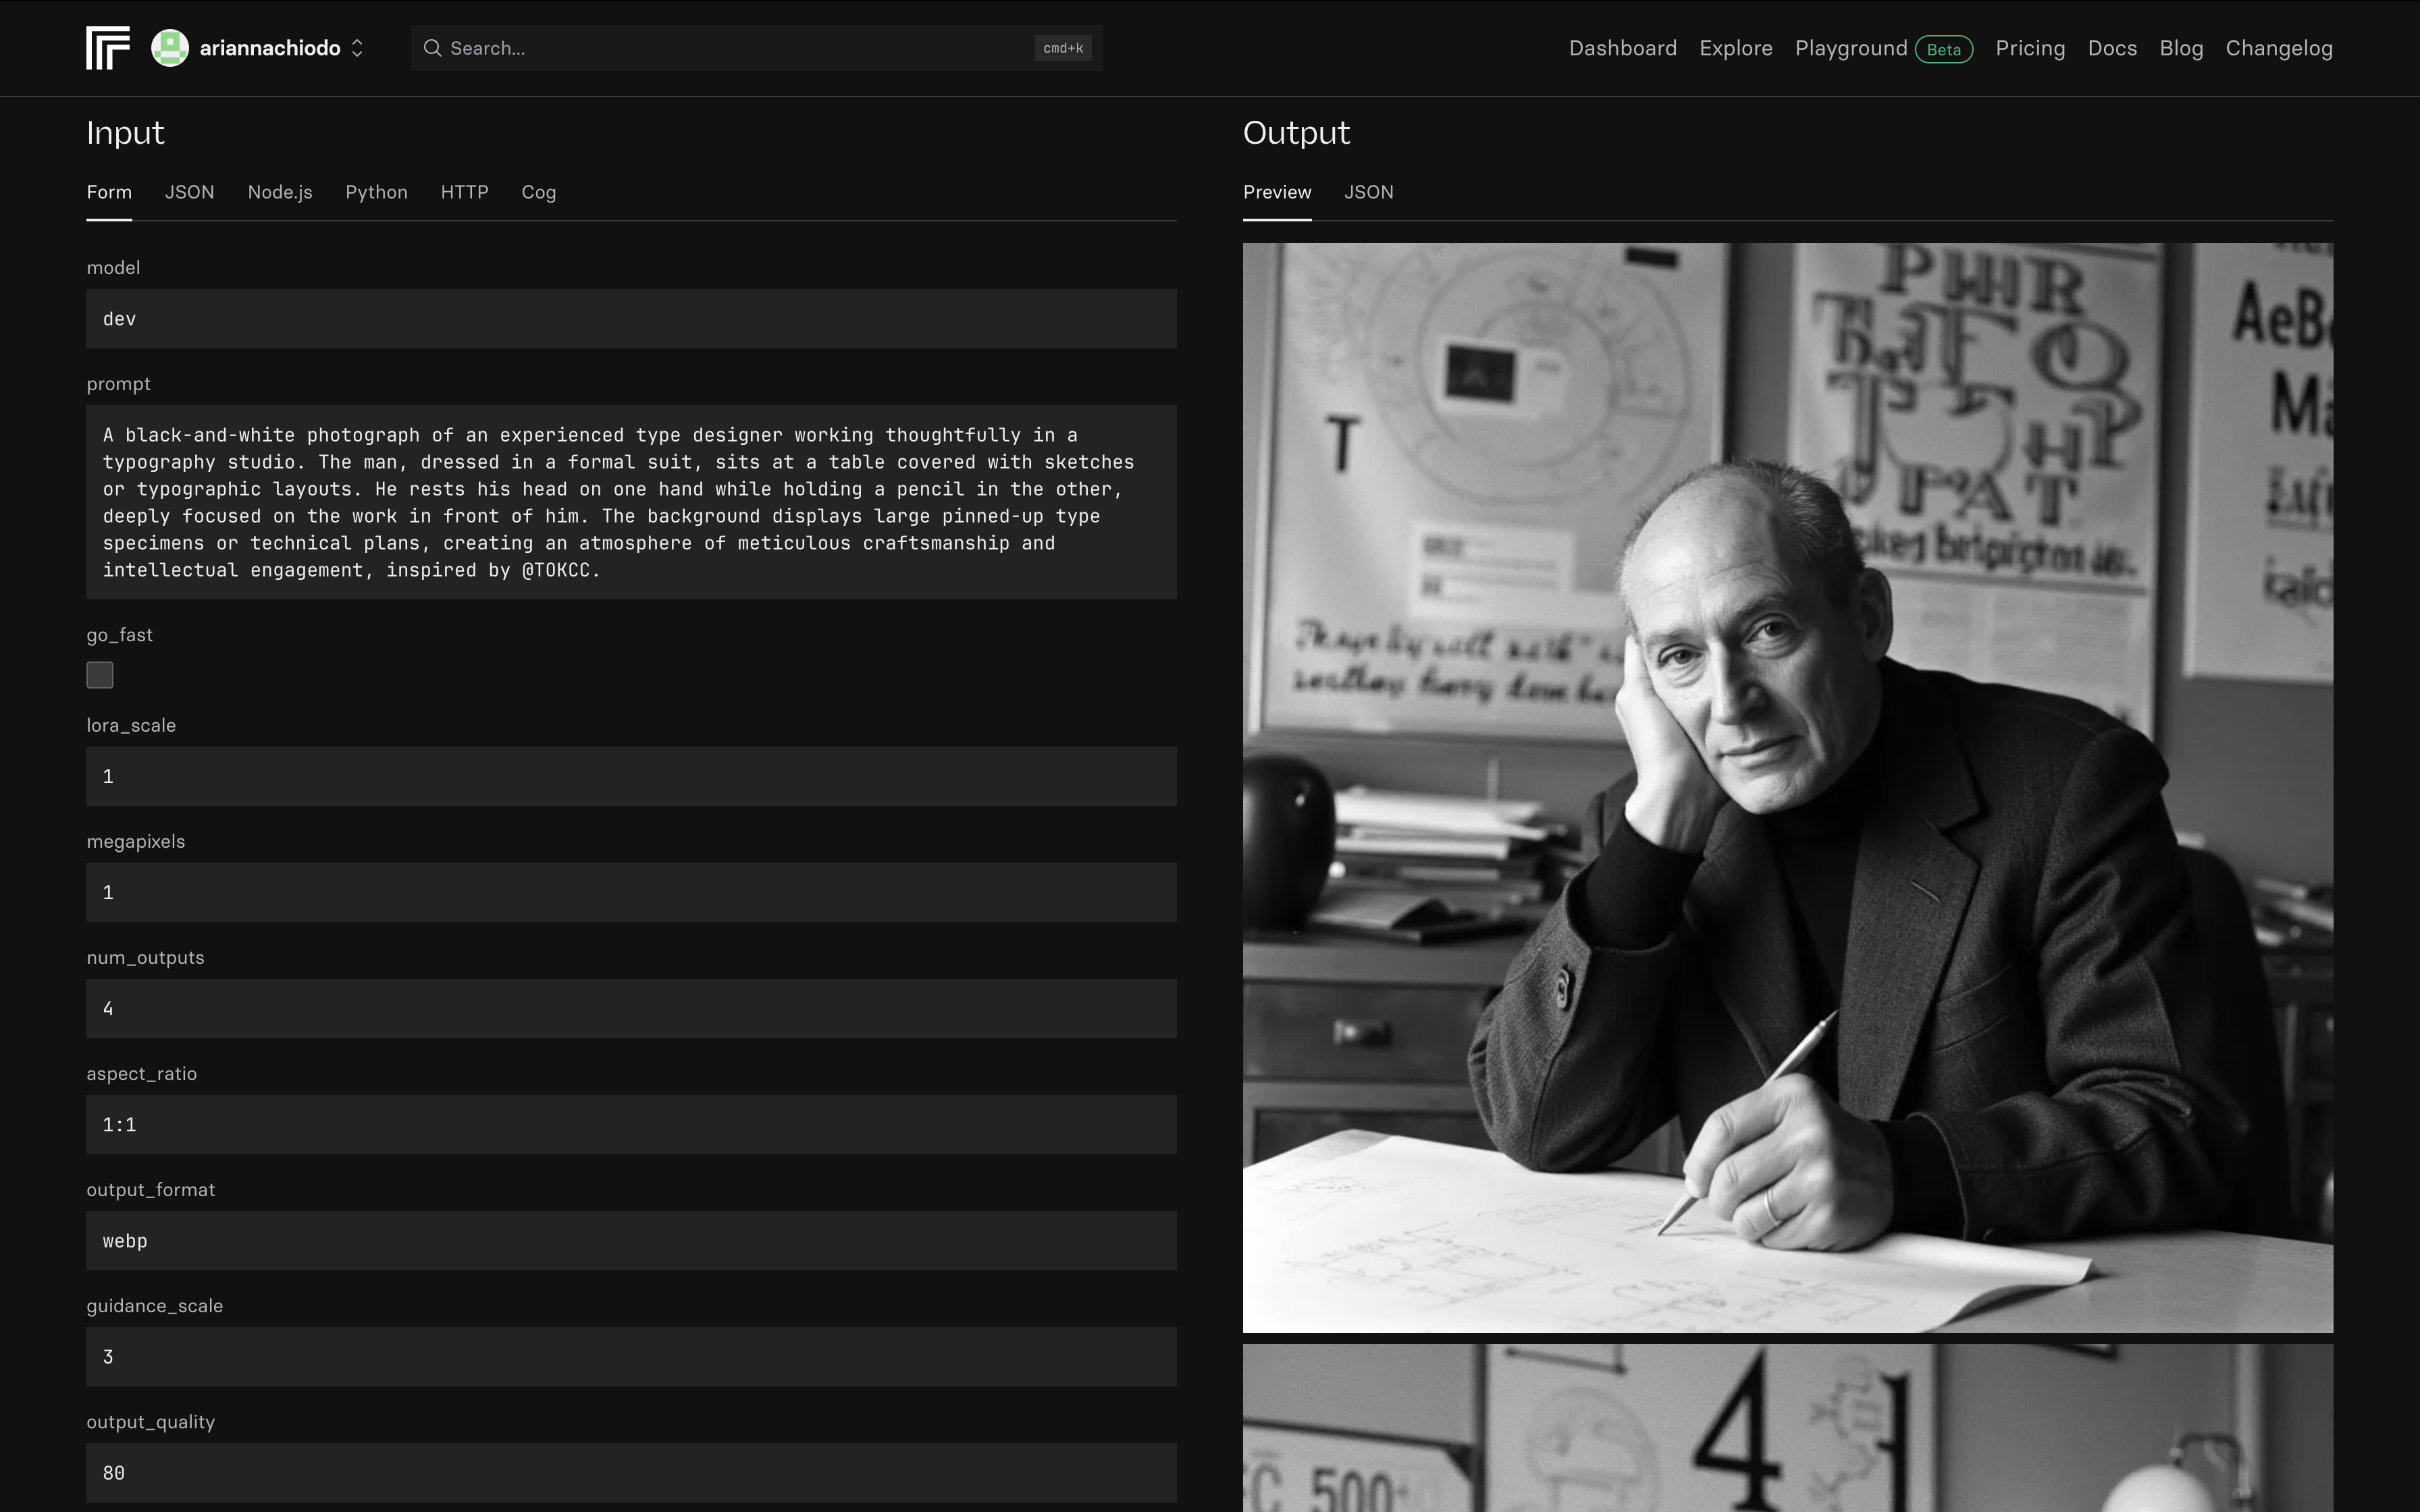 ariannachiodo
Search...
cmd+k
Dashboard
Explore
Playground
Beta
Pricing
Docs
Blog
Changelog
Input
Form
JSON
Node.js
Python
HTTP
Cog
model
dev
prompt
A black-and-white photograph of an experienced type designer working thoughtfully in a
typography studio. The man, dressed in a formal suit, sits at a table covered with sketches
or typographic layouts. He rests his head on one hand while holding a pencil in the other,
deeply focused on the work in front of him. The background displays large pinned-up type
specimens or technical plans, creating an atmosphere of meticulous craftsmanship and
intellectual engagement, inspired by @TOKCC.
go_fast
lora_scale
1
megapixels
1
num_outputs
4
aspect_ratio
1:1
output_format
webp
guidance_scale
3
output_quality
80
Output
Preview
JSON
T
AeB
Ma
4
500